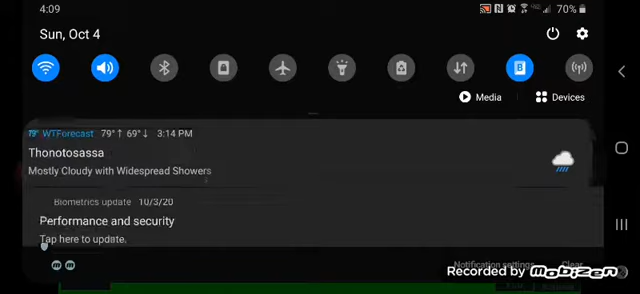 4:09
70%
Sun, Oct 4
B
Media
Devices
WTForecast 79°↑ 69°↓ 3:14 PM
Thonotosassa
Mostly Cloudy with Widespread Showers
Biometrics update 10/3/20
Performance and security
Tap here to update.
Notification settings Clear
Recorded by Mobizen